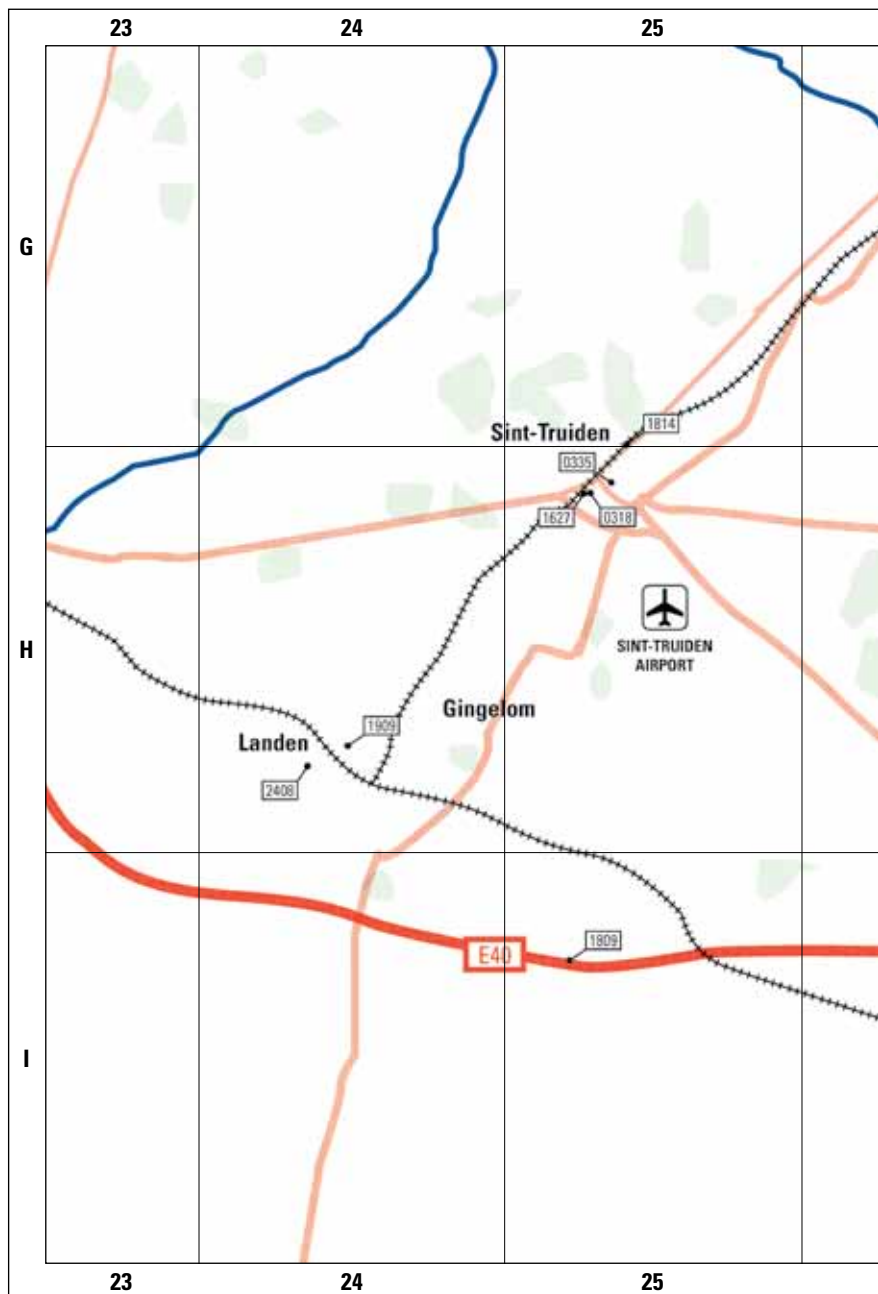 23 24 25
G
Sint-Truiden
1814
0335
1627 0318
H
SINT-TRUIDEN
AIRPORT
1909
Gingelom
Landen
2408
1809
E40
I
23 24 25